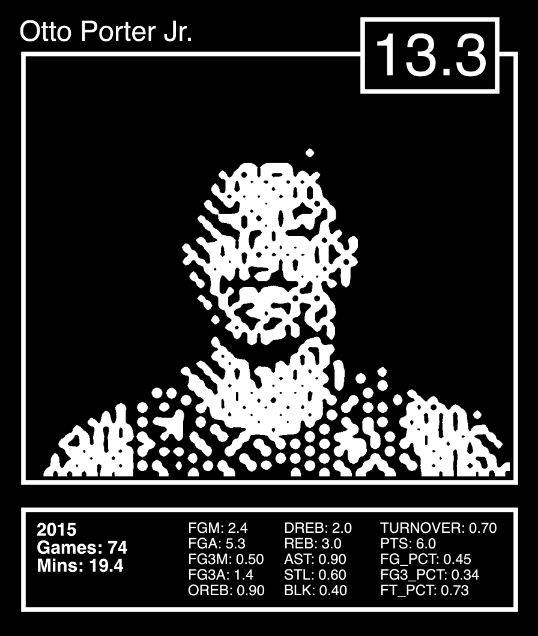 Otto Porter Jr.
13.3
2015
Games: 74
Mins: 19.4
FGM: 2.4
FGA: 5.3
FG3M: 0.50
FG3A: 1.4
OREB: 0.90
DREB: 2.0
REB: 3.0
AST: 0.90
STL: 0.60
BLK: 0.40
TURNOVER: 0.70
PTS: 6.0
FG_PCT: 0.45
FG3_PCT: 0.34
FT_PCT: 0.73